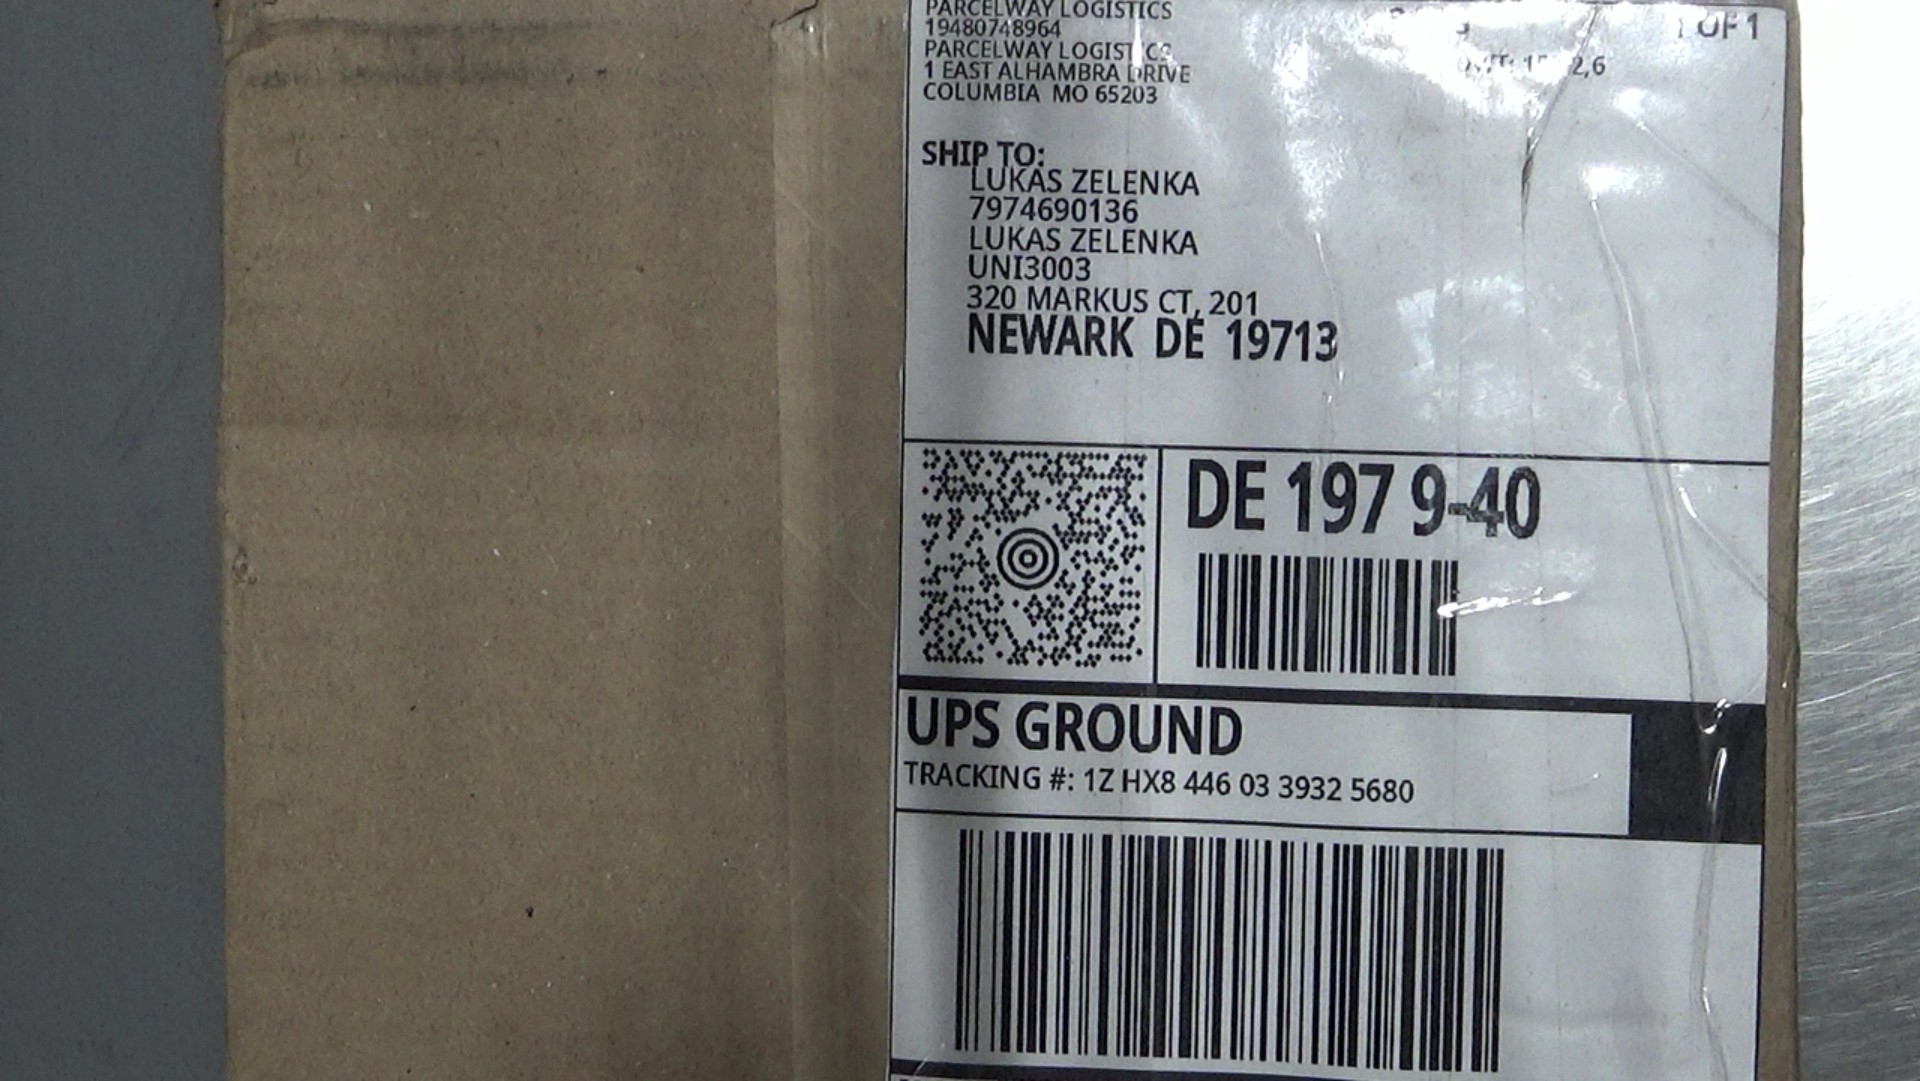 PARCELWAY LOGISTICS
19480748964
PARCELWAY LOGISTICS
1 EAST ALHAMBRA DRIVE
COLUMBIA MO 65203
1 OF 1
SHIP TO:
LUKAS ZELENKA
7974690136
LUKAS ZELENKA
UNI3003
320 MARKUS CT, 201
NEWARK DE 19713
DE 197 9-40
UPS GROUND
TRACKING #: 1Z HX8 446 03 3932 5680